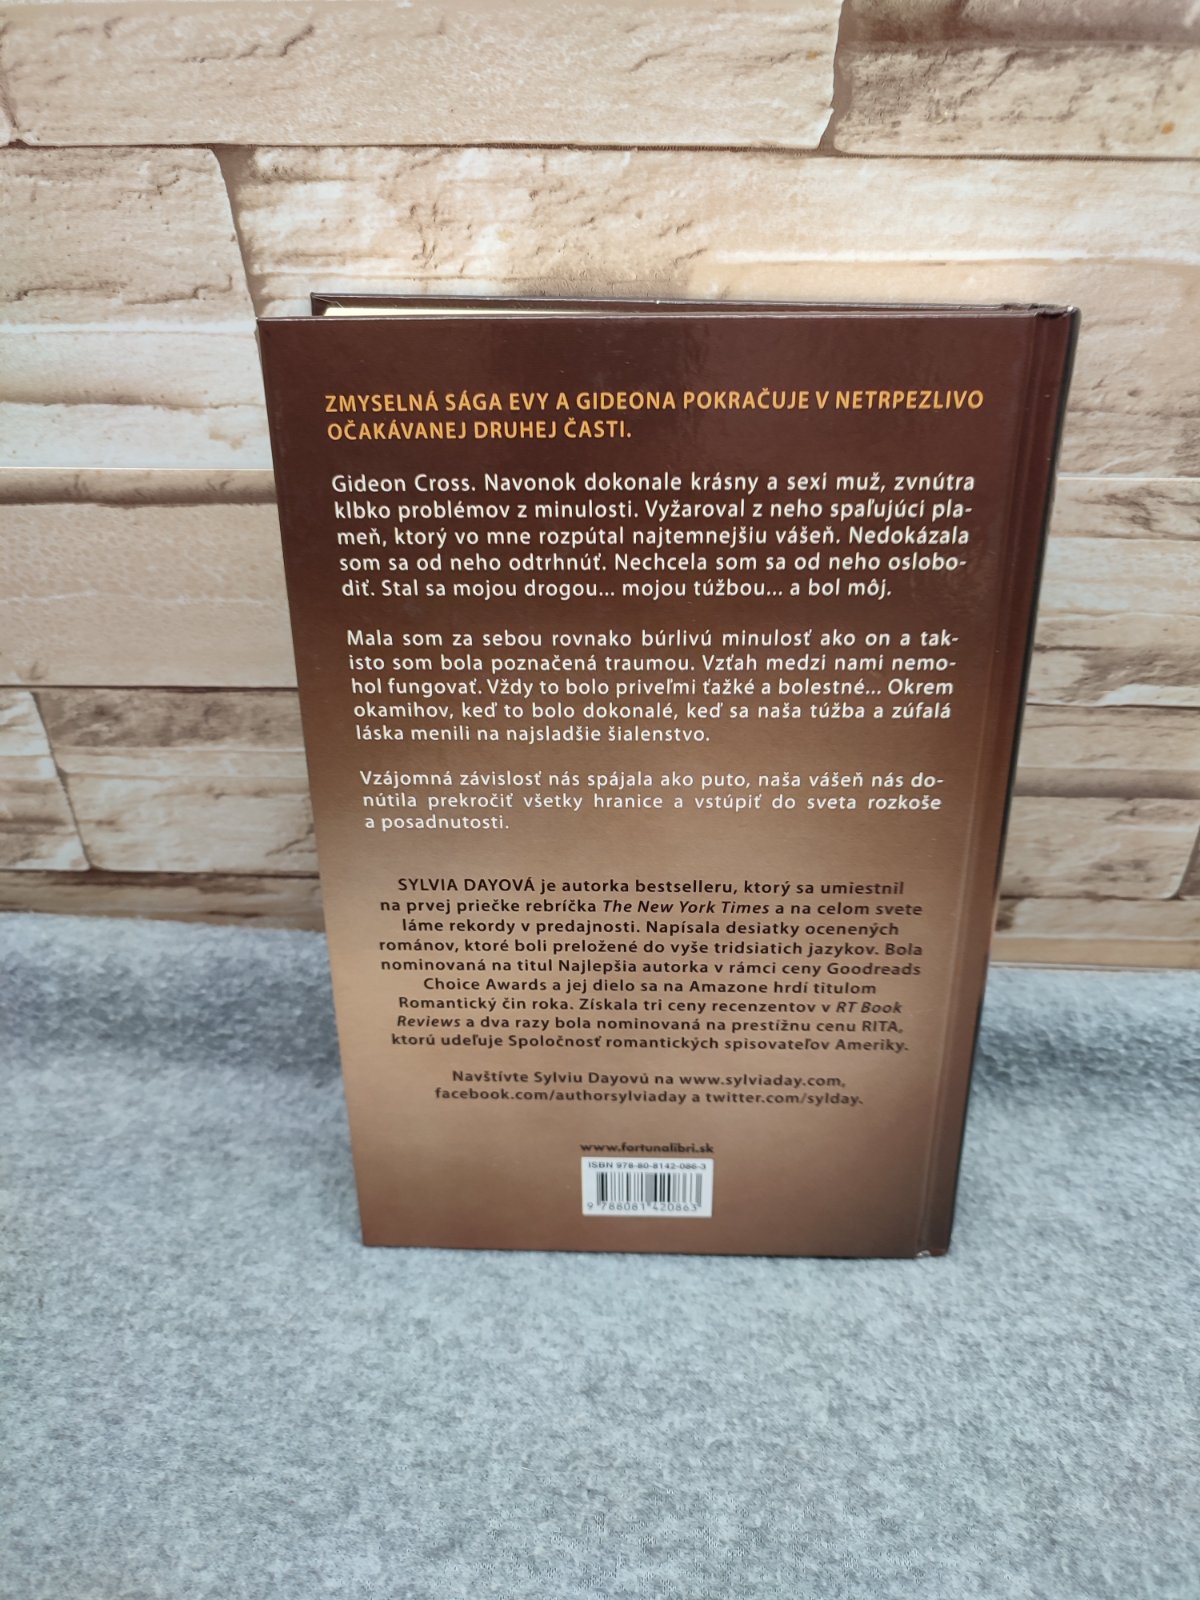 ZMYSELNÁ SÁGA EVY A GIDEONA POKRAČUJE V NETRPEZLIVO
OČAKÁVANEJ DRUHEJ ČASTI.
Gideon Cross. Navonok dokonale krásny a sexi muž, zvnútra
klbko problémov z minulosti. Vyžaroval z neho spaľujúci pla-
meň, ktorý vo mne rozpútal najtemnejšiu vášeň. Nedokázala
som sa od neho odtrhnúť. Nechcela som sa od neho oslobo-
diť. Stal sa mojou drogou... mojou túžbou... a bol môj.
Mala som za sebou rovnako búrlivú minulosť ako on a tak-
isto som bola poznačená traumou. Vzťah medzi nami nemo-
hol fungovať. Vždy to bolo priveľmi ťažké a bolestné... Okrem
okamihov, keď to bolo dokonalé, keď sa naša túžba a zúfalá
láska menili na najsladšie šialenstvo.
Vzájomná závislosť nás spájala ako puto, naša vášeň nás do-
nútila prekročiť všetky hranice a vstúpiť do sveta rozkoše
a posadnutosti.
SYLVIA DAYOVÁ je autorka bestselleru, ktorý sa umiestnil
na prvej priečke rebríčka The New York Times a na celom svete
láme rekordy v predajnosti. Napísala desiatky ocenených
románov, ktoré boli preložené do vyše tridsiatich jazykov. Bola
nominovaná na titul Najlepšia autorka v rámci ceny Goodreads
Choice Awards a jej dielo sa na Amazone hrdí titulom
Romantický čin roka. Získala tri ceny recenzentov v RT Book
Reviews a dva razy bola nominovaná na prestížnu cenu RITA,
ktorú udeľuje Spoločnosť romantických spisovateľov Ameriky.
Navštívte Sylviu Dayovú na www.sylviaday.com,
facebook.com/authorsylviaday a twitter.com/sylday.
www.fortunalibri.sk
ISBN 978-80-8142-086-3
9 788081 420863